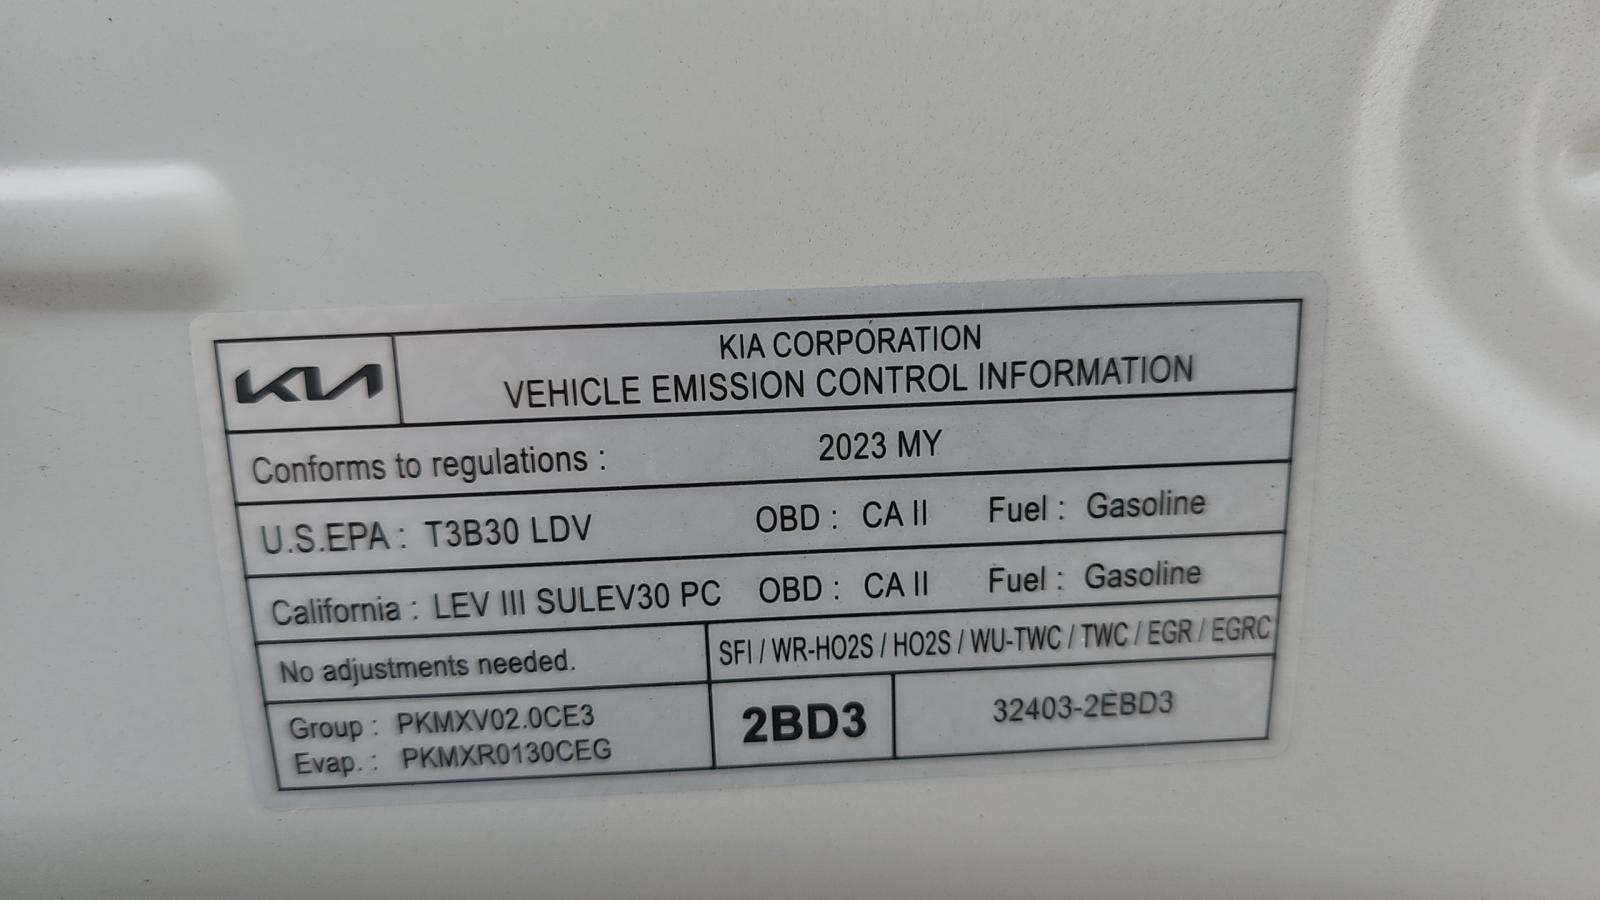 KIA
KIA CORPORATION
VEHICLE EMISSION CONTROL INFORMATION
Conforms to regulations : 2023 MY
U.S.EPA : T3B30 LDV OBD : CA II Fuel : Gasoline
California : LEV III SULEV30 PC OBD : CA II Fuel : Gasoline
No adjustments needed. SFI / WR-HO2S / HO2S / WU-TWC / TWC / EGR / EGRC
Group : PKMXV02.0CE3
Evap. : PKMXR0130CEG
2BD3 32403-2EBD3